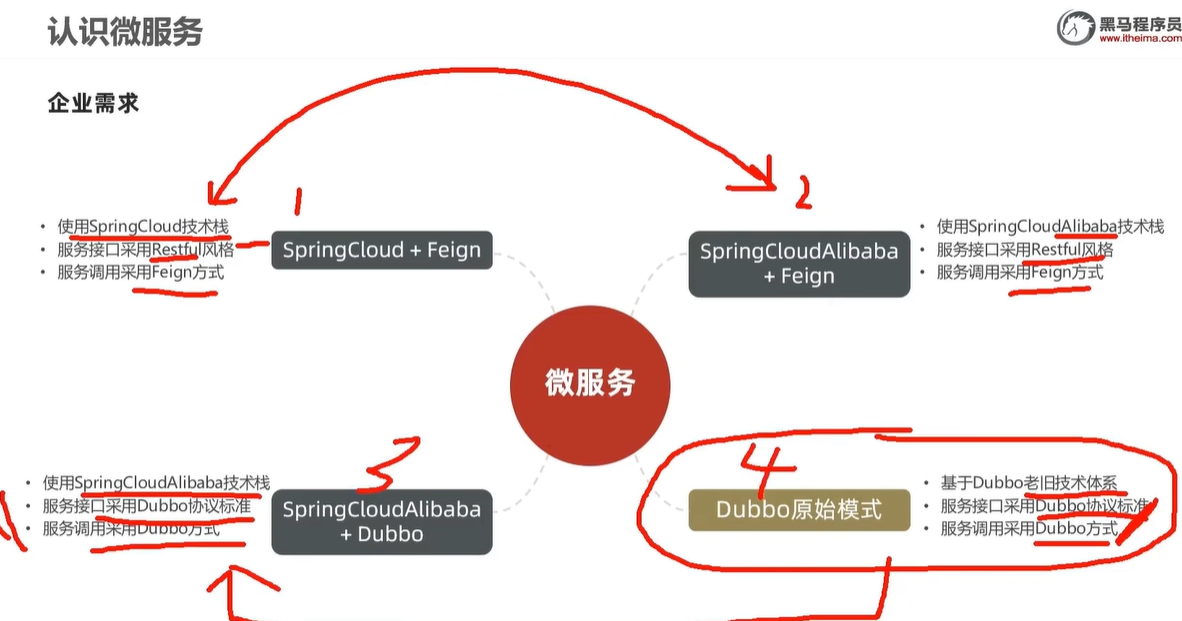 认识微服务
黑马程序员
www.itheima.com
企业需求
1
2
使用SpringCloud技术栈
服务接口采用Restful风格
服务调用采用Feign方式
SpringCloud + Feign
SpringCloudAlibaba
+ Feign
使用SpringCloudAlibaba技术栈
服务接口采用Restful风格
服务调用采用Feign方式
微服务
3
4
使用SpringCloudAlibaba技术栈
服务接口采用Dubbo协议标准
服务调用采用Dubbo方式
SpringCloudAlibaba
+ Dubbo
Dubbo原始模式
基于Dubbo老旧技术体系
服务接口采用Dubbo协议标准
服务调用采用Dubbo方式